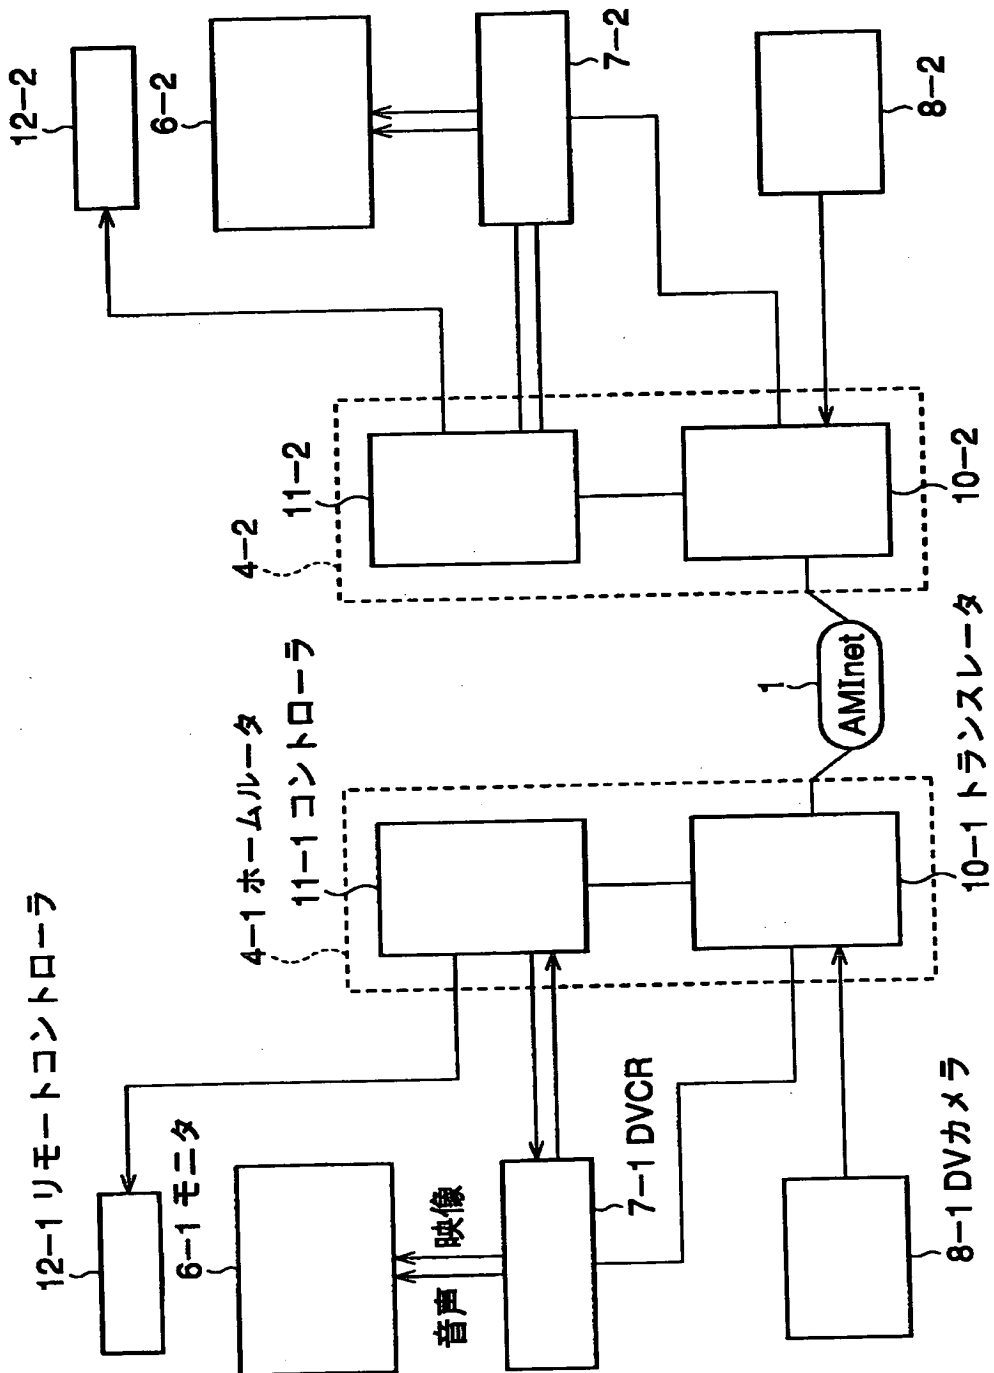 12-1 リモートコントローラ
12-2
6-1 モニタ
6-2
4-1 ホームルータ
4-2
11-1 コントローラ
11-2
音声
映像
7-1 DVCR
7-2
1
AMInet
8-1 DVカメラ
10-1 トランスレータ
10-2
8-2